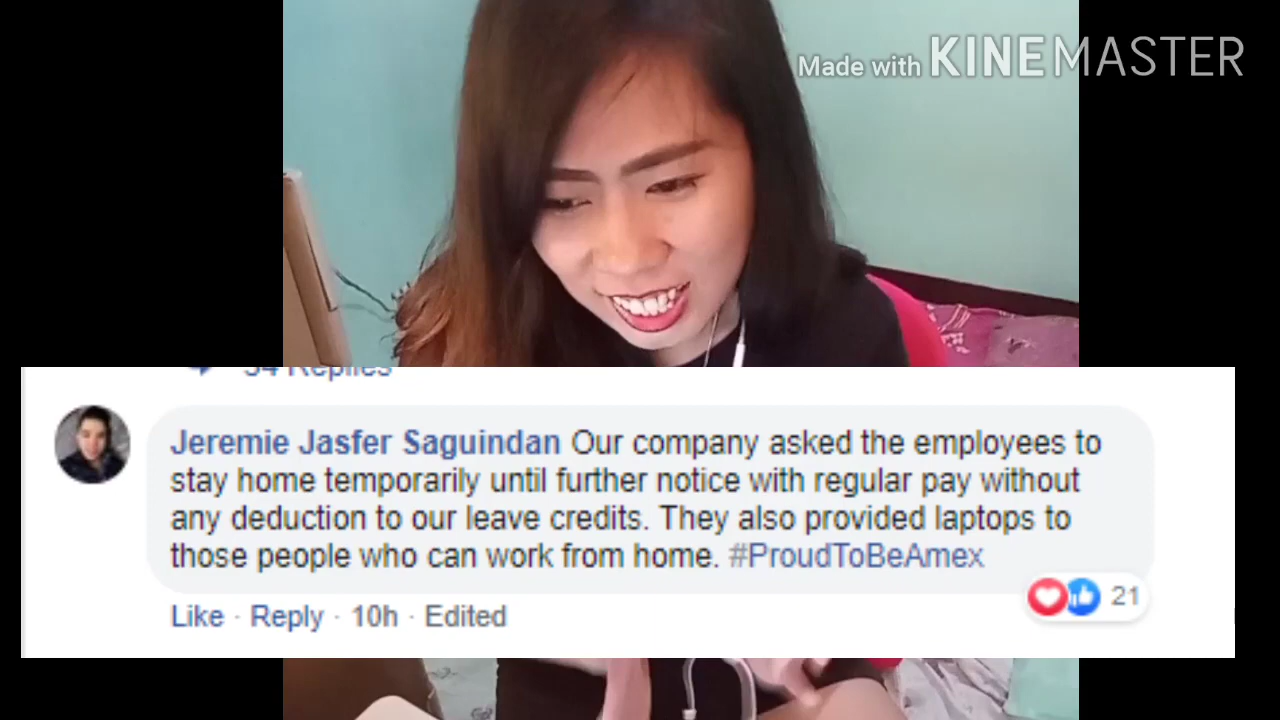 Made with KINEMASTER
54 Replies
Jeremie Jasfer Saguindan Our company asked the employees to
stay home temporarily until further notice with regular pay without
any deduction to our leave credits. They also provided laptops to
those people who can work from home. #ProudToBeAmex
21
Like · Reply · 10h · Edited